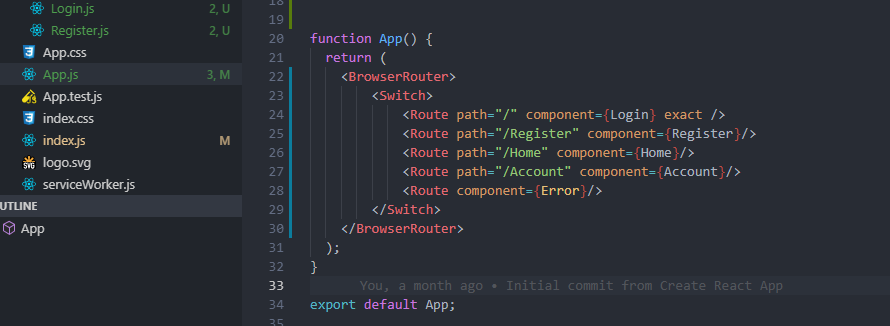 Login.js 2, U
Register.js 2, U
App.css
App.js 3, M
App.test.js
index.css
index.js M
logo.svg
serviceWorker.js
UTLINE
App
18
19
20 function App() {
21 return (
22 <BrowserRouter>
23 <Switch>
24 <Route path="/" component={Login} exact />
25 <Route path="/Register" component={Register}/>
26 <Route path="/Home" component={Home}/>
27 <Route path="/Account" component={Account}/>
28 <Route component={Error}/>
29 </Switch>
30 </BrowserRouter>
31 );
32 }
33 You, a month ago • Initial commit from Create React App
34 export default App;
35